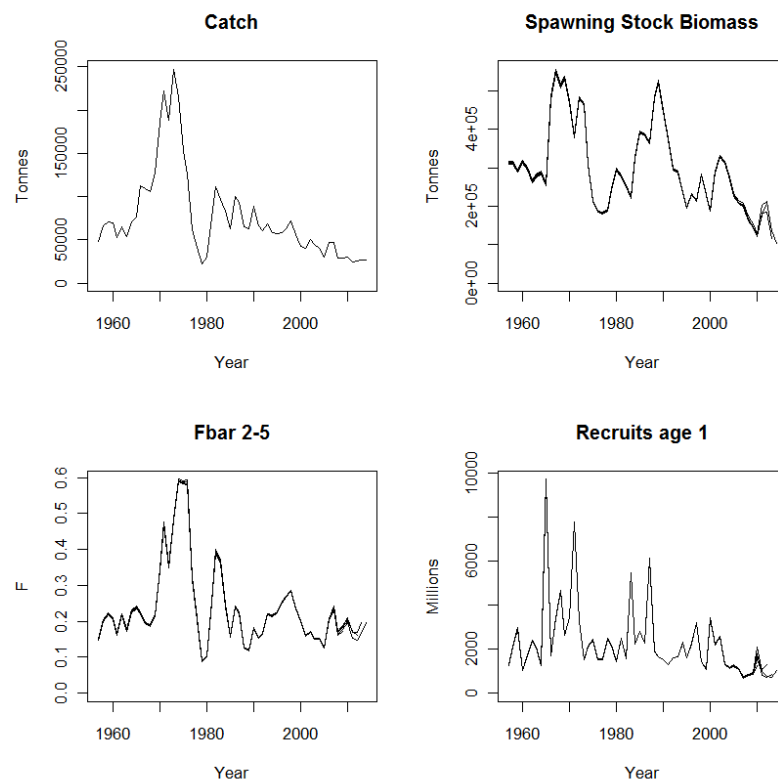 Catch
Tonnes
250000
150000
50000
0
1960 1980 2000
Year
Spawning Stock Biomass
Tonnes
4e+05
2e+05
0e+00
1960 1980 2000
Year
Fbar 2-5
F
0.6
0.5
0.4
0.3
0.2
0.1
0.0
1960 1980 2000
Year
Recruits age 1
Millions
10000
6000
2000
0
1960 1980 2000
Year